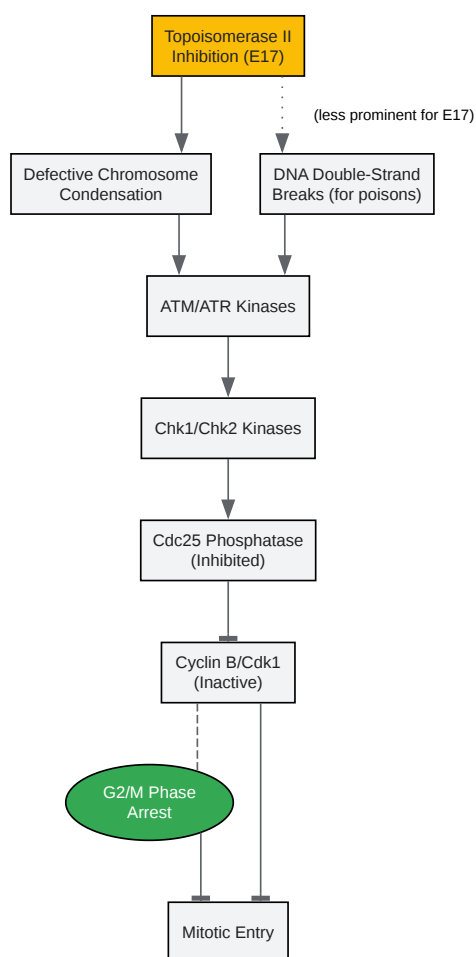 Topoisomerase II
Inhibition (E17)
(less prominent for E17)
Defective Chromosome
Condensation
DNA Double-Strand
Breaks (for poisons)
ATM/ATR Kinases
Chk1/Chk2 Kinases
Cdc25 Phosphatase
(Inhibited)
Cyclin B/Cdk1
(Inactive)
G2/M Phase
Arrest
Mitotic Entry